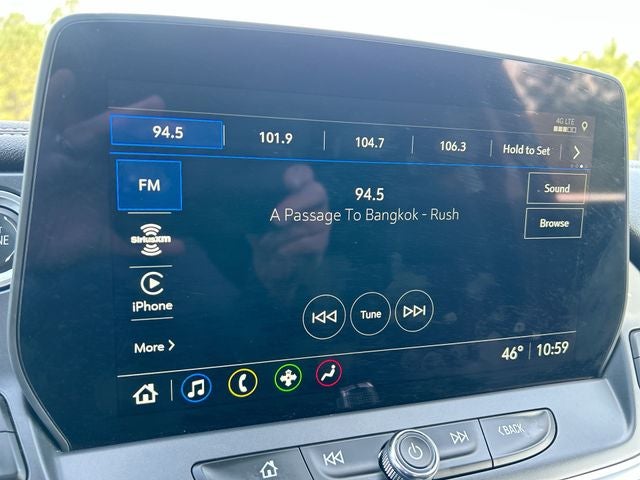 4G LTE
94.5 101.9 104.7 106.3 Hold to Set
FM
94.5
Sound
A Passage To Bangkok - Rush
Browse
SiriusXM
iPhone
Tune
More
46° 10:59
BACK
INE